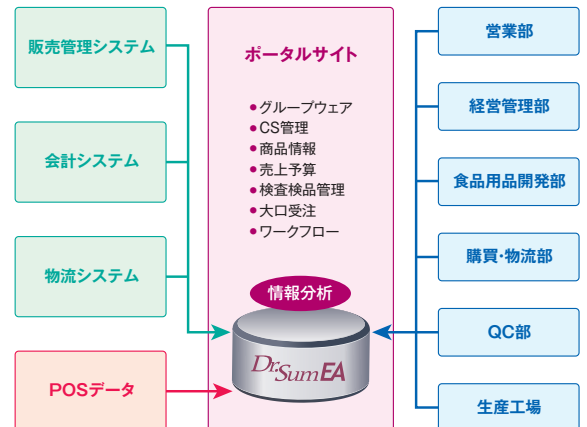 販売管理システム
会計システム
物流システム
POSデータ
ポータルサイト
●グループウェア
●CS管理
●商品情報
●売上予算
●検査検品管理
●大口受注
●ワークフロー
情報分析
Dr.SumEA
営業部
経営管理部
食品用品開発部
購買・物流部
QC部
生産工場